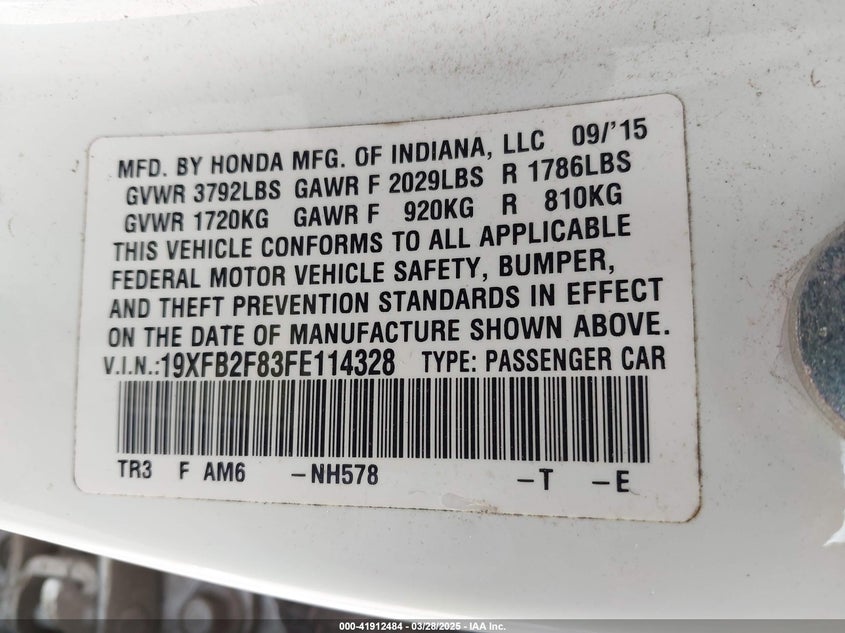 MFD. BY HONDA MFG. OF INDIANA, LLC 09/'15
GVWR 3792LBS GAWR F 2029LBS R 1786LBS
GVWR 1720KG GAWR F 920KG R 810KG
THIS VEHICLE CONFORMS TO ALL APPLICABLE
FEDERAL MOTOR VEHICLE SAFETY, BUMPER,
AND THEFT PREVENTION STANDARDS IN EFFECT
ON THE DATE OF MANUFACTURE SHOWN ABOVE.
V.I.N.:19XFB2F83FE114328 TYPE: PASSENGER CAR
TR3 F AM6 –NH578 –T –E
000-41912484 — 03/28/2025 — IAA Inc.